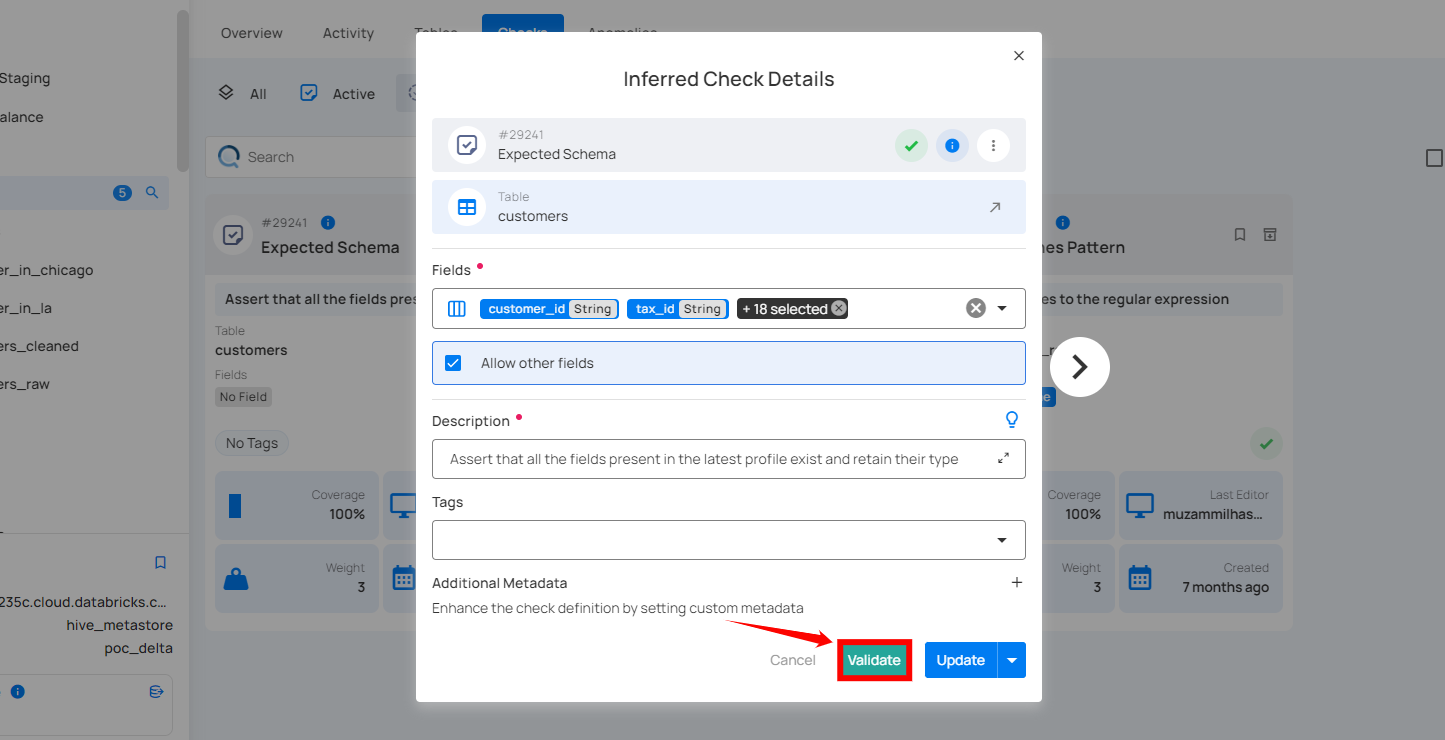 Overview Activity Tables Checks Anomalies
Staging
alance
5
er_in_chicago
er_in_la
ers_cleaned
ers_raw
235c.cloud.databricks.c...
hive_metastore
poc_delta
All Active
Search
#29241
Expected Schema
Assert that all the fields pres
Table
customers
Fields
No Field
No Tags
Coverage
100%
Weight
3
Inferred Check Details
#29241
Expected Schema
Table
customers
Fields
customer_id String tax_id String + 18 selected
Allow other fields
Description
Assert that all the fields present in the latest profile exist and retain their type
Tags
Additional Metadata
Enhance the check definition by setting custom metadata
Cancel Validate Update
hes Pattern
es to the regular expression
Coverage
100%
Last Editor
muzammilhas...
Weight
3
Created
7 months ago